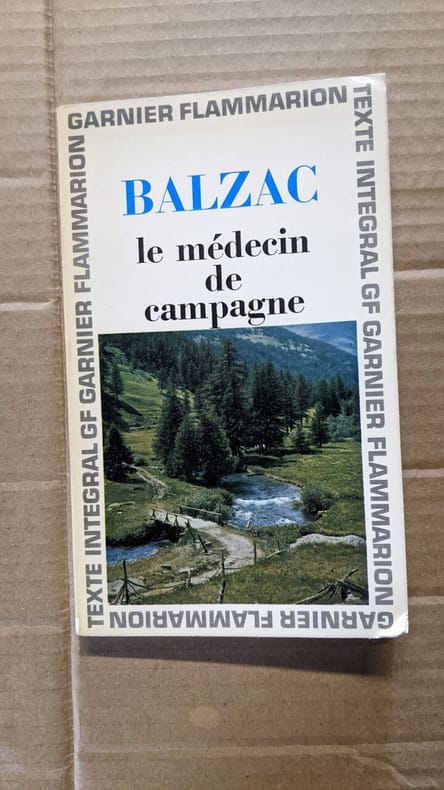 GARNIER FLAMMARION
TEXTE INTEGRAL GF GARNIER FLAMMARION
GARNIER FLAMMARION
TEXTE INTEGRAL GF GARNIER FLAMMARION
BALZAC
le médecin
de
campagne